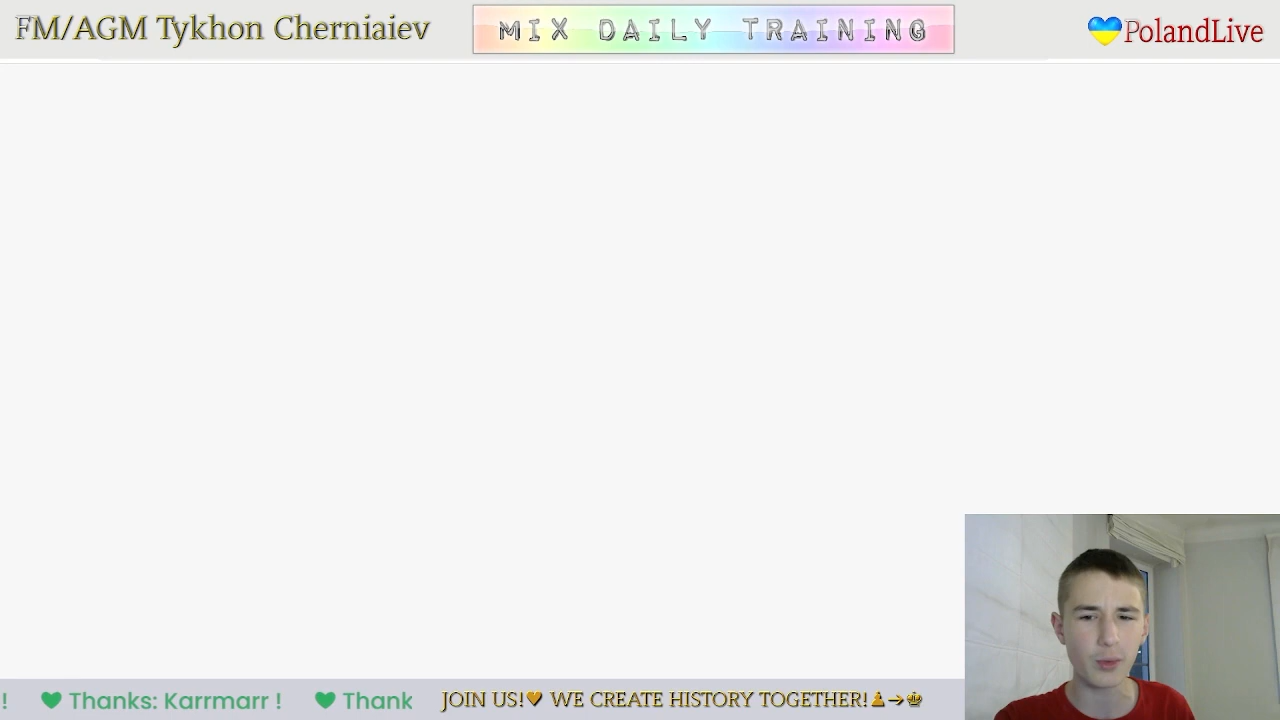 FM/AGM Tykhon Cherniaiev
MIX DAILY TRAINING
💙PolandLive
! 💚 Thanks: Karrmarr ! 💚 Thank
JOIN US!🧡 WE CREATE HISTORY TOGETHER!♟➔♚